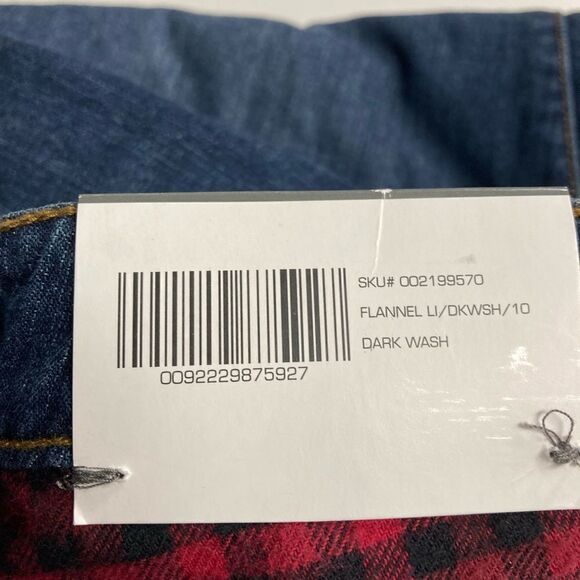 SKU# 002199570
FLANNEL LI/DKWSH/10
DARK WASH
0092229875927